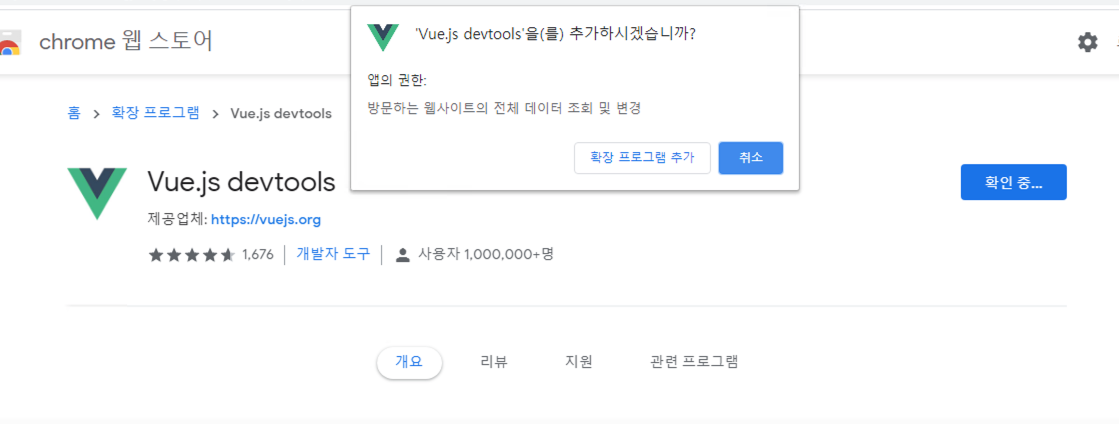 chrome 웹 스토어
'Vue.js devtools'을(를) 추가하시겠습니까?
앱의 권한:
방문하는 웹사이트의 전체 데이터 조회 및 변경
확장 프로그램 추가 취소
홈 > 확장 프로그램 > Vue.js devtools
Vue.js devtools
확인 중...
제공업체: https://vuejs.org
1,676 | 개발자 도구 | 사용자 1,000,000+명
개요 리뷰 지원 관련 프로그램